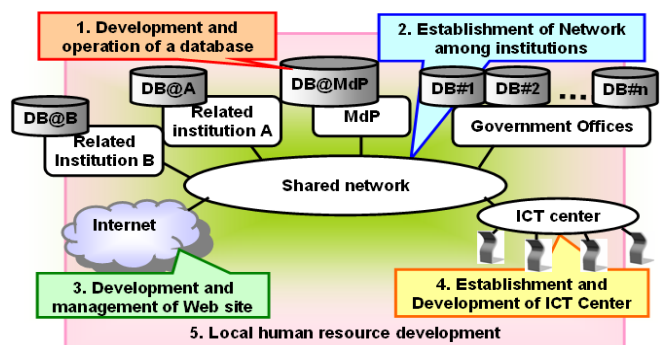 1. Development and
operation of a database
2. Establishment of Network
among institutions
DB@B
DB@A
DB@MdP
DB#1
DB#2
...
DB#n
Related
Institution B
Related
institution A
MdP
Government Offices
Shared network
Internet
ICT center
3. Development and
management of Web site
4. Establishment and
Development of ICT Center
5. Local human resource development